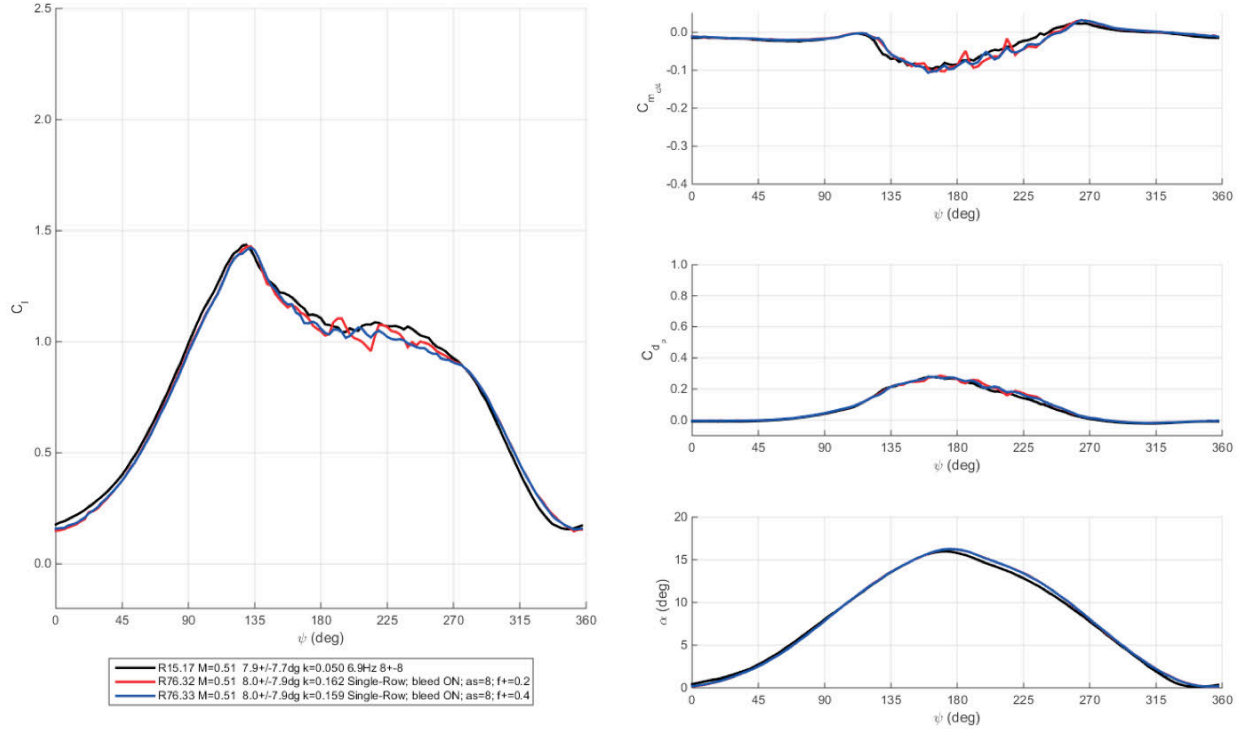 2.5
2.0
1.5
1.0
0.5
0.0
C_l
0 45 90 135 180 225 270 315 360
ψ (deg)
R15.17 M=0.51 7.9+/-7.7dg k=0.050 6.9Hz 8+-8
R76.32 M=0.51 8.0+/-7.9dg k=0.162 Single-Row; bleed ON; as=8; f+=0.2
R76.33 M=0.51 8.0+/-7.9dg k=0.159 Single-Row; bleed ON; as=8; f+=0.4
0.0
-0.1
-0.2
-0.3
-0.4
0 45 90 135 180 225 270 315 360
ψ (deg)
1.0
0.8
0.6
0.4
0.2
0.0
0 45 90 135 180 225 270 315 360
ψ (deg)
20
15
10
5
0
α (deg)
0 45 90 135 180 225 270 315 360
ψ (deg)